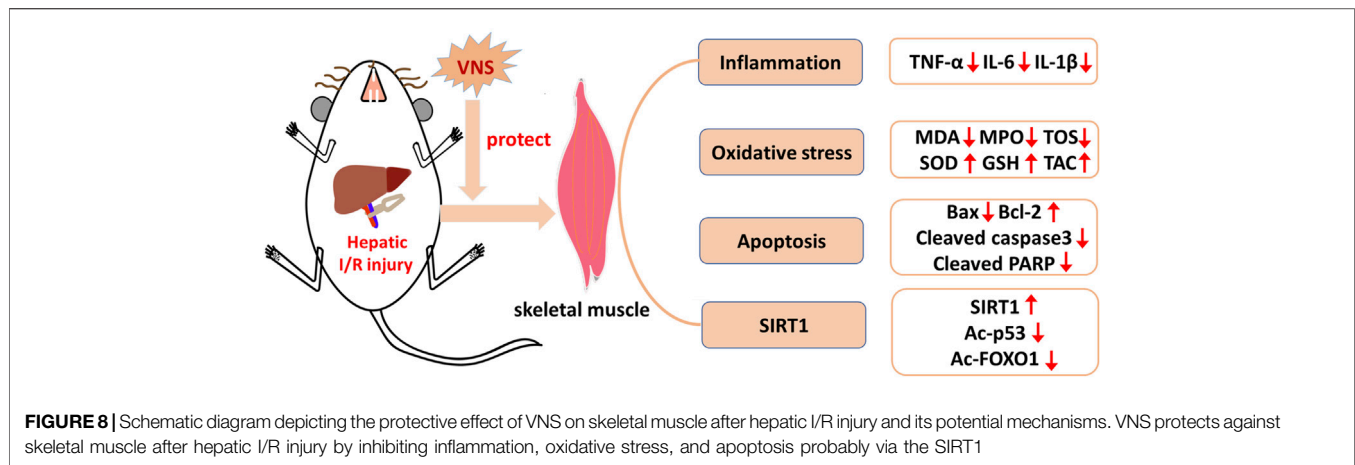 VNS
protect
Hepatic
I/R injury
skeletal muscle
Inflammation
TNF-α ↓ IL-6 ↓ IL-1β ↓
Oxidative stress
MDA ↓ MPO ↓ TOS ↓
SOD ↑ GSH ↑ TAC ↑
Apoptosis
Bax ↓ Bcl-2 ↑
Cleaved caspase3 ↓
Cleaved PARP ↓
SIRT1
SIRT1 ↑
Ac-p53 ↓
Ac-FOXO1 ↓
FIGURE 8 | Schematic diagram depicting the protective effect of VNS on skeletal muscle after hepatic I/R injury and its potential mechanisms. VNS protects against
skeletal muscle after hepatic I/R injury by inhibiting inflammation, oxidative stress, and apoptosis probably via the SIRT1